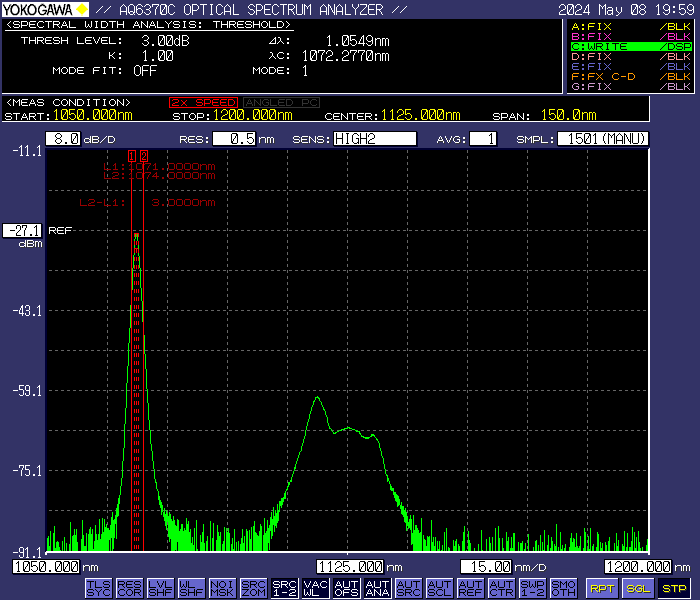 YOKOGAWA // AQ6370C OPTICAL SPECTRUM ANALYZER // 2024 May 08 19:59
<SPECTRAL WIDTH ANALYSIS: THRESHOLD>
THRESH LEVEL: 3.00dB Δλ: 1.0549nm
K: 1.00 λC: 1072.2770nm
MODE FIT: OFF MODE: 1
A:FIX /BLK
B:FIX /BLK
C:WRITE /DSP
D:FIX /BLK
E:FIX /BLK
F:FX C-D /BLK
G:FIX /BLK
<MEAS CONDITION> 2X SPEED ANGLED PC
START: 1050.000nm STOP: 1200.000nm CENTER: 1125.000nm SPAN: 150.0nm
8.0 dB/D RES: 0.5 nm SENS: HIGH2 AVG: 1 SMPL: 1501(MANU)
-11.1
1 2
L1: 1071.0000nm
L2: 1074.0000nm
L2-L1: 3.0000nm
-27.1 REF
dBm
-43.1
-59.1
-75.1
-91.1
1050.000 nm 1125.000 nm 15.00 nm/D 1200.000 nm
TLS SYC RES COR LVL SHF WL SHF NOI MSK SRC ZOM SRC 1-2 VAC WL AUT OFS AUT ANA AUT SRC AUT SCL AUT REF AUT CTR SWP 1-2 SMO OTH RPT SGL STP